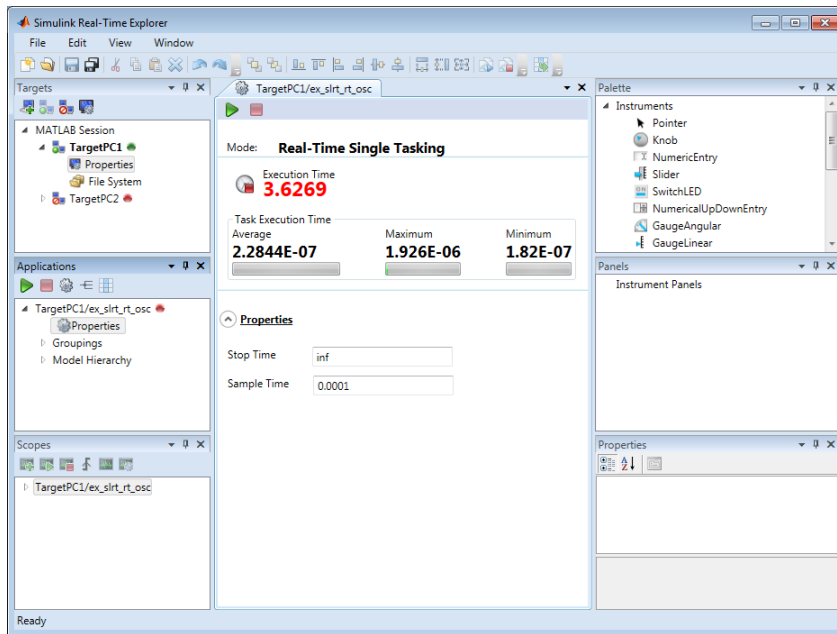 Simulink Real-Time Explorer
File Edit View Window
Targets
MATLAB Session
TargetPC1
Properties
File System
TargetPC2
Applications
TargetPC1/ex_slrt_rt_osc
Properties
Groupings
Model Hierarchy
Scopes
TargetPC1/ex_slrt_rt_osc
TargetPC1/ex_slrt_rt_osc
Mode: Real-Time Single Tasking
Execution Time
3.6269
Task Execution Time
Average Maximum Minimum
2.2844E-07 1.926E-06 1.82E-07
Properties
Stop Time inf
Sample Time 0.0001
Palette
Instruments
Pointer
Knob
NumericEntry
Slider
SwitchLED
NumericalUpDownEntry
GaugeAngular
GaugeLinear
Panels
Instrument Panels
Properties
Ready